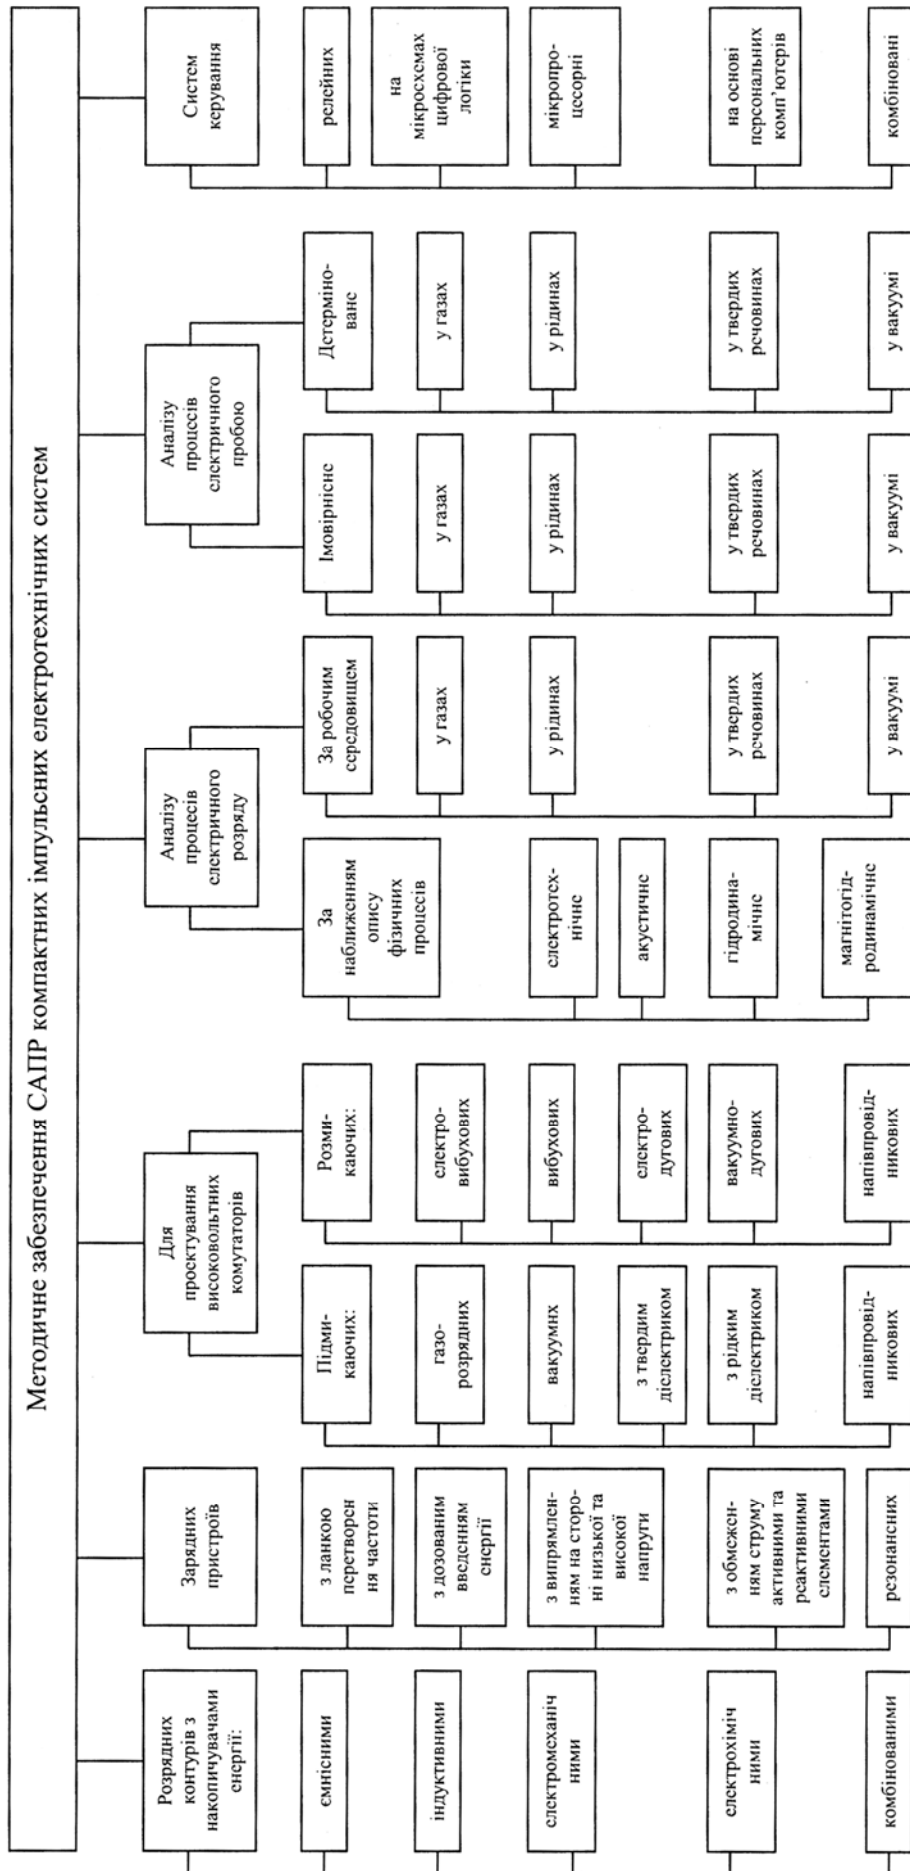 Методичне забезпечення САПР компактних імпульсних електротехнічних систем
Розрядних
контурів з
накопичувачами
енергії:
ємнісними
індуктивними
електромеханіч
ними
електрохіміч
ними
комбінованими
Зарядних
пристроїв
з ланкою
перетворен
ня частоти
з дозованим
введенням
енергії
з випрямлен-
ням на сторо-
ні низької та
високої
напруги
з обмежен-
ням струму
активними та
реактивними
елементами
резонансних
Для
проєктування
високовольтних
комутаторів
Підми-
каючих:
газо-
розрядних
вакуумнх
з твердим
діелектриком
з рідким
діелектриком
напівпровід-
никових
Розми-
каючих:
електро-
вибухових
вибухових
електро-
дугових
вакуумно-
дугових
напівпровід-
никових
Аналізу
процесів
електричного
розряду
За
наближенням
опису
фізичних
процесів
електротех-
нічне
акустичне
гідродина-
мічне
магнітогід-
родинамічне
За робочим
середовищем
у газах
у рідинах
у твердих
речовинах
у вакуумі
Аналізу
процесів
електричного
пробою
Імовірнісне
у газах
у рідинах
у твердих
речовинах
у вакуумі
Детерміно-
ване
у газах
у рідинах
у твердих
речовинах
у вакуумі
Систем
керування
релейних
на
мікросхемах
цифрової
логіки
мікропро-
цесорні
на основі
персональних
комп’ютерів
комбіновані